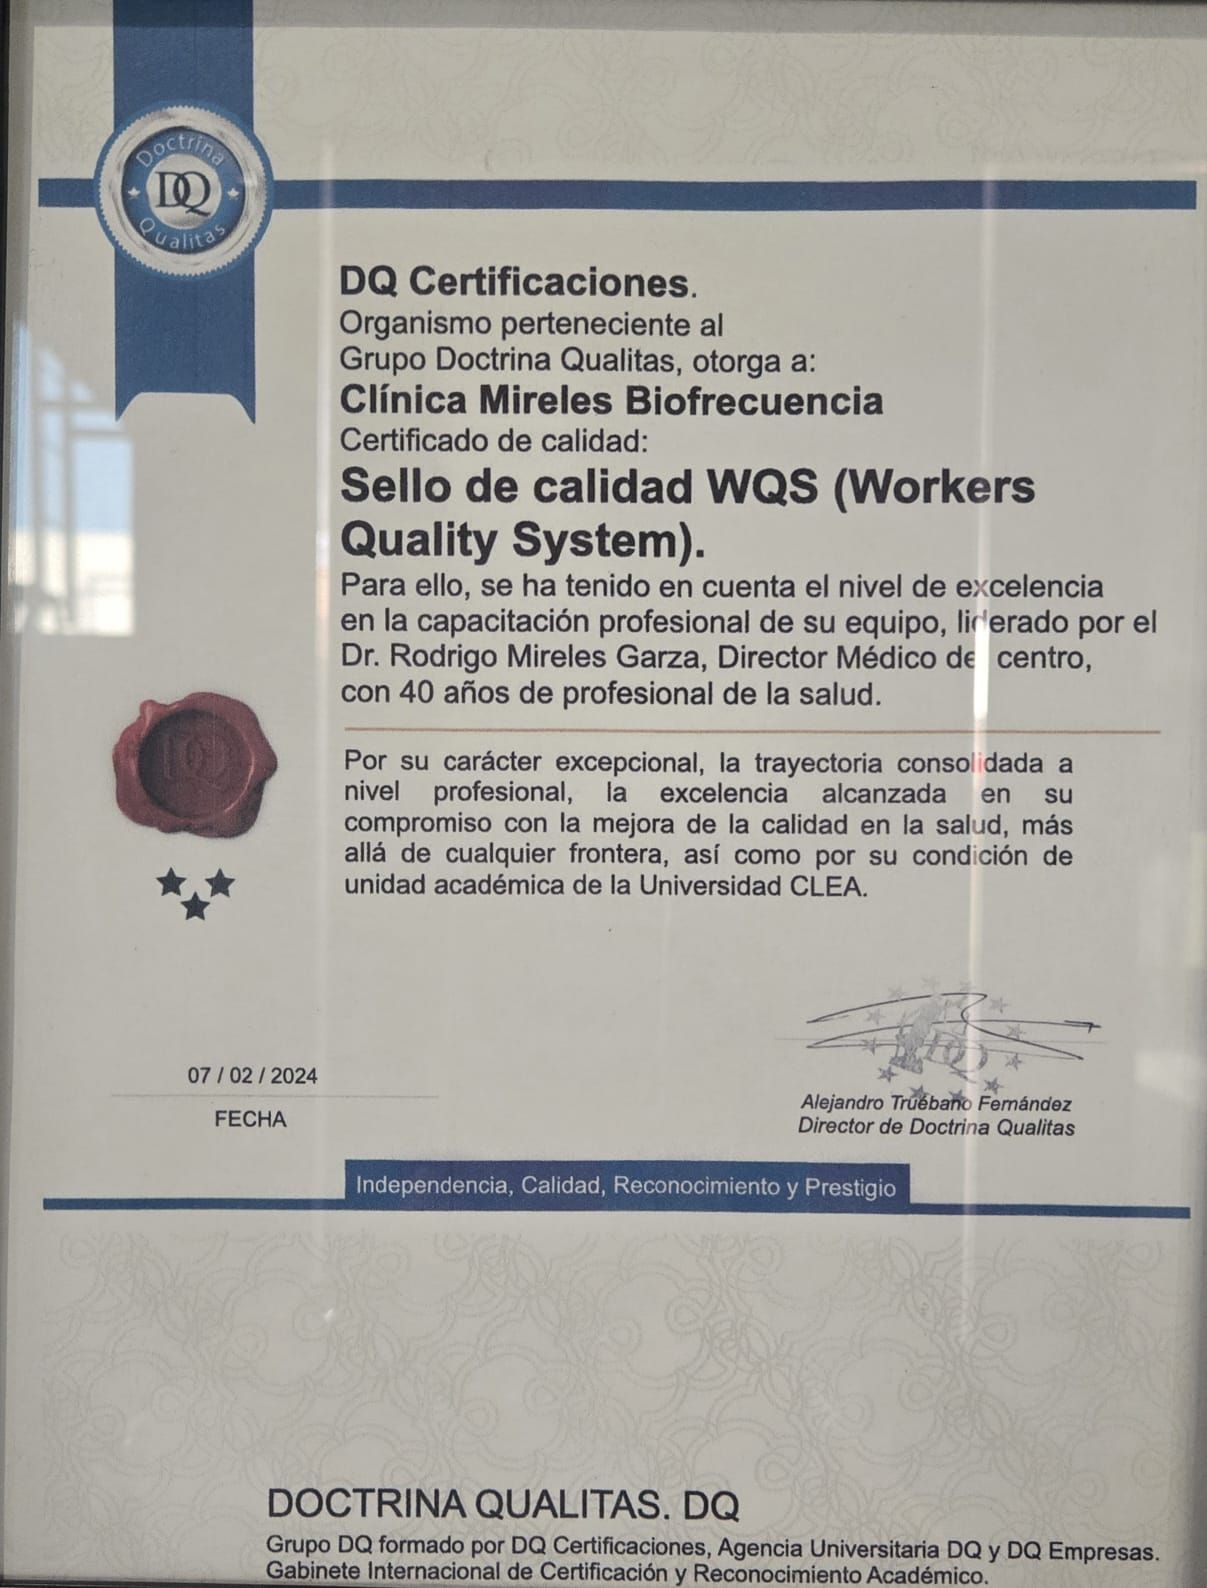 Doctrina
DQ
Qualitas
DQ Certificaciones.
Organismo perteneciente al
Grupo Doctrina Qualitas, otorga a:
Clínica Mireles Biofrecuencia
Certificado de calidad:
Sello de calidad WQS (Workers
Quality System).
Para ello, se ha tenido en cuenta el nivel de excelencia
en la capacitación profesional de su equipo, liderado por el
Dr. Rodrigo Mireles Garza, Director Médico del centro,
con 40 años de profesional de la salud.
DQ
Por su carácter excepcional, la trayectoria consolidada a
nivel profesional, la excelencia alcanzada en su
compromiso con la mejora de la calidad en la salud, más
allá de cualquier frontera, así como por su condición de
unidad académica de la Universidad CLEA.
DQ
07 / 02 / 2024
FECHA
Alejandro Truébano Fernández
Director de Doctrina Qualitas
Independencia, Calidad, Reconocimiento y Prestigio
DOCTRINA QUALITAS. DQ
Grupo DQ formado por DQ Certificaciones, Agencia Universitaria DQ y DQ Empresas.
Gabinete Internacional de Certificación y Reconocimiento Académico.